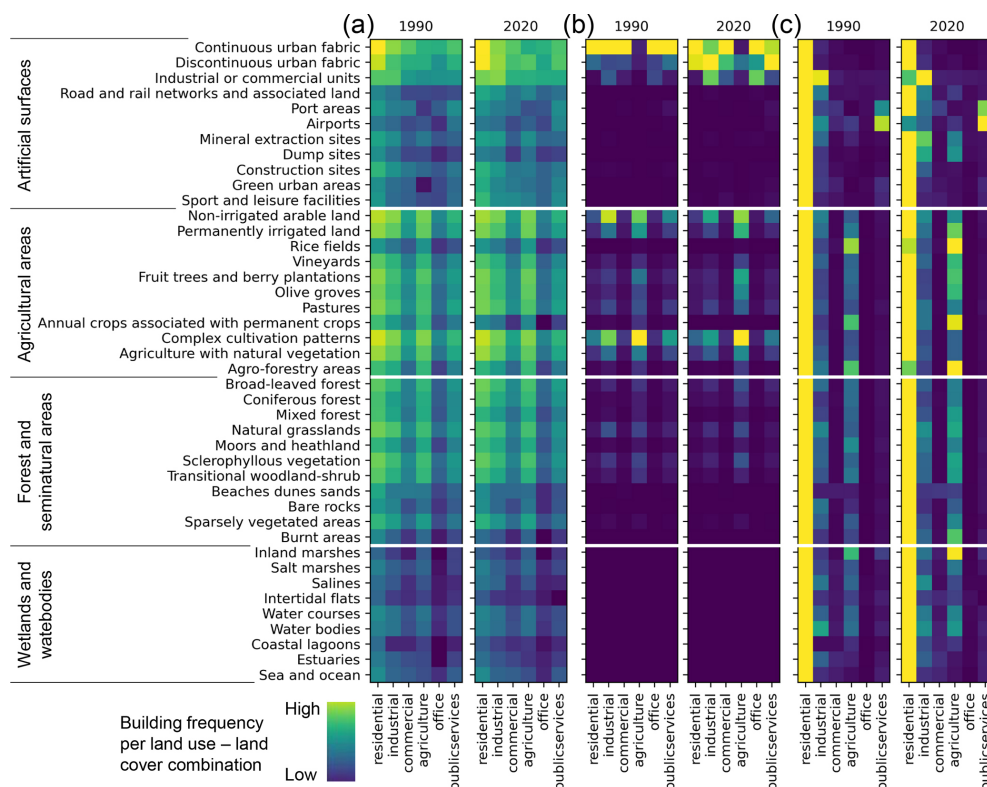 (a) 1990 2020 (b) 1990 2020 (c) 1990 2020
Artificial surfaces
Continuous urban fabric
Discontinuous urban fabric
Industrial or commercial units
Road and rail networks and associated land
Port areas
Airports
Mineral extraction sites
Dump sites
Construction sites
Green urban areas
Sport and leisure facilities
Agricultural areas
Non-irrigated arable land
Permanently irrigated land
Rice fields
Vineyards
Fruit trees and berry plantations
Olive groves
Pastures
Annual crops associated with permanent crops
Complex cultivation patterns
Agriculture with natural vegetation
Agro-forestry areas
Forest and
seminatural areas
Broad-leaved forest
Coniferous forest
Mixed forest
Natural grasslands
Moors and heathland
Sclerophyllous vegetation
Transitional woodland-shrub
Beaches dunes sands
Bare rocks
Sparsely vegetated areas
Burnt areas
Wetlands and
watebodies
Inland marshes
Salt marshes
Salines
Intertidal flats
Water courses
Water bodies
Coastal lagoons
Estuaries
Sea and ocean
residential
industrial
commercial
agriculture
office
publicservices
residential
industrial
commercial
agriculture
office
publicservices
residential
industrial
commercial
agriculture
office
publicservices
residential
industrial
commercial
agriculture
office
publicservices
residential
industrial
commercial
agriculture
office
publicservices
residential
industrial
commercial
agriculture
office
publicservices
Building frequency
per land use – land
cover combination
High
Low